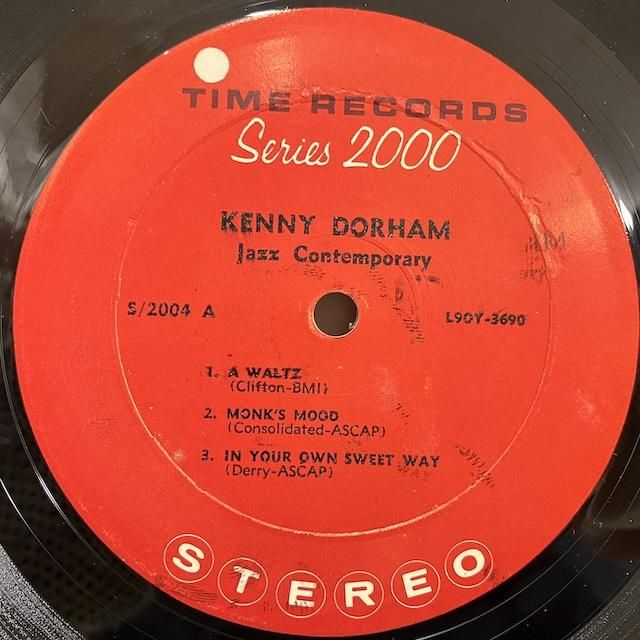 TIME RECORDS
Series 2000
KENNY DORHAM
Jazz Contemporary
S/2004 A
L90Y-3690
1. A WALTZ
(Clifton-BMI)
2. MONK'S MOOD
(Consolidated-ASCAP)
3. IN YOUR OWN SWEET WAY
(Derry-ASCAP)
STEREO